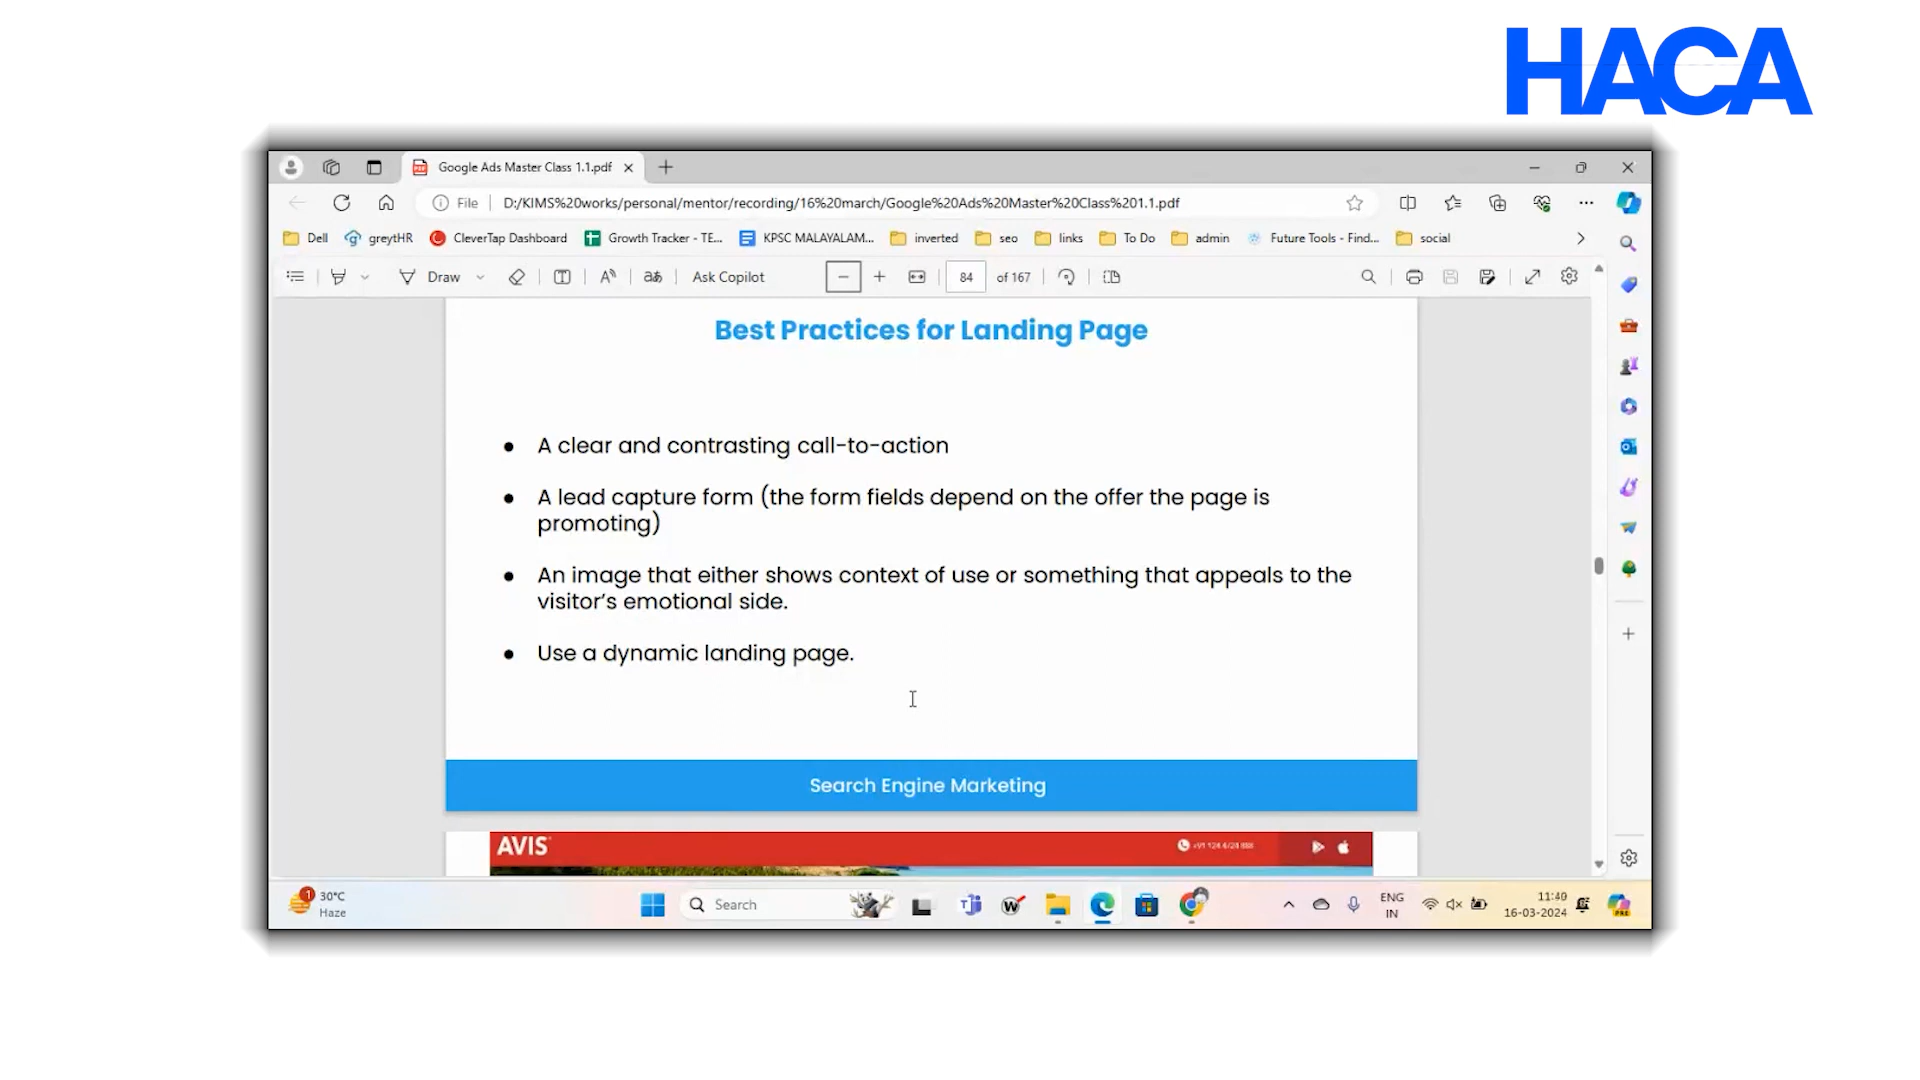 HACA
Google Ads Master Class 1.1.pdf
File
D:/KIMS%20works/personal/mentor/recording/16%20march/Google%20Ads%20Master%20Class%201.1.pdf
Dell
greytHR
CleverTap Dashboard
Growth Tracker - TE...
KPSC MALAYALAM...
inverted
seo
links
To Do
admin
Future Tools - Find...
social
Draw
Ask Copilot
84
of 167
Best Practices for Landing Page
● A clear and contrasting call-to-action
● A lead capture form (the form fields depend on the offer the page is
promoting)
● An image that either shows context of use or something that appeals to the
visitor's emotional side.
● Use a dynamic landing page.
Search Engine Marketing
AVIS
30°C
Haze
Search
ENG
IN
11:40
16-03-2024